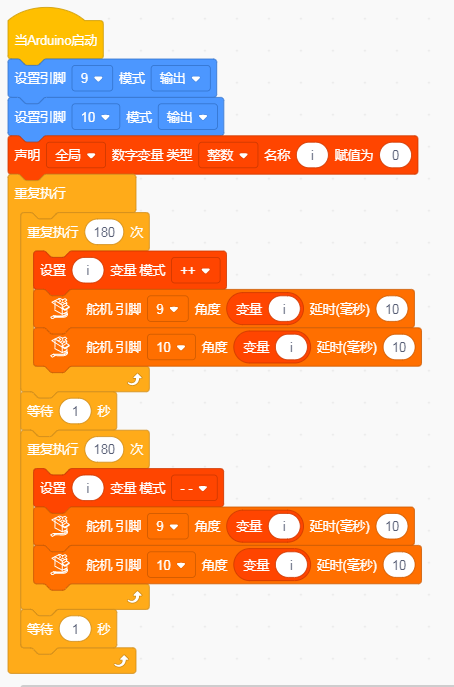 当Arduino启动
设置引脚 9 模式 输出
设置引脚 10 模式 输出
声明 全局 数字变量 类型 整数 名称 i 赋值为 0
重复执行
重复执行 180 次
设置 i 变量 模式 ++
舵机 引脚 9 角度 变量 i 延时(毫秒) 10
舵机 引脚 10 角度 变量 i 延时(毫秒) 10
等待 1 秒
重复执行 180 次
设置 i 变量 模式 - -
舵机 引脚 9 角度 变量 i 延时(毫秒) 10
舵机 引脚 10 角度 变量 i 延时(毫秒) 10
等待 1 秒